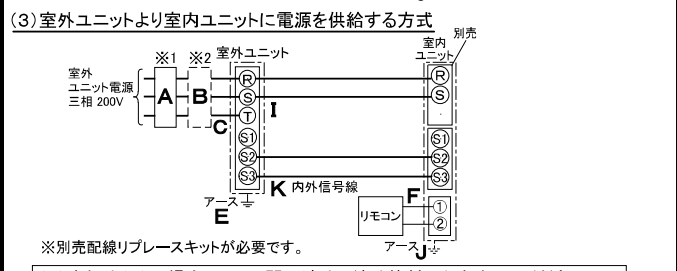 (3)室外ユニットより室内ユニットに電源を供給する方式
別売
※1 ※2 室外ユニット
室内
ユニット
室外
ユニット電源
三相 200V
A B
C
R
S
T
I
R
S
S1
S2
S3
S1
S2
S3
K 内外信号線
アース
E
F
リモコン
①
②
アース J
※別売配線リプレースキットが必要です。